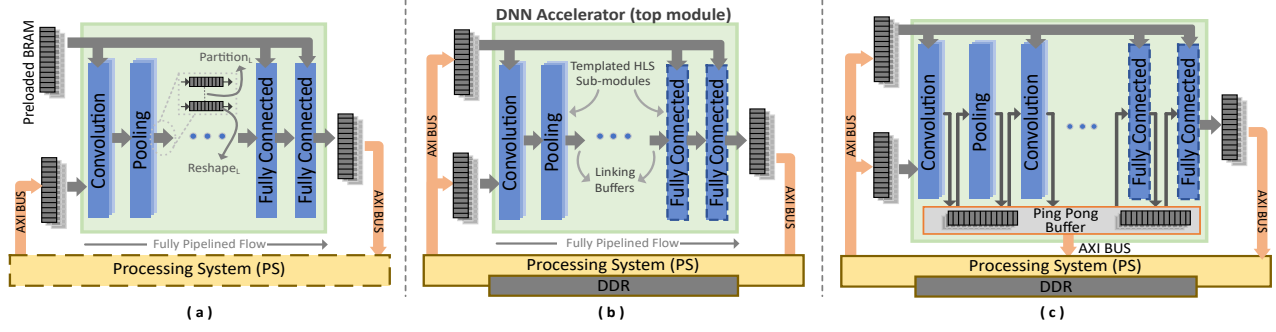 Preloaded BRAM
Convolution
Pooling
Partition_L
Reshape_L
Fully Connected
Fully Connected
AXI BUS
AXI BUS
Fully Pipelined Flow
Processing System (PS)
( a )
DNN Accelerator (top module)
AXI BUS
Convolution
Pooling
Templated HLS
Sub-modules
Linking
Buffers
Fully Connected
Fully Connected
AXI BUS
Fully Pipelined Flow
Processing System (PS)
DDR
( b )
AXI BUS
Convolution
Pooling
Convolution
Fully Connected
Fully Connected
Ping Pong
Buffer
AXI BUS
AXI BUS
Processing System (PS)
DDR
( c )